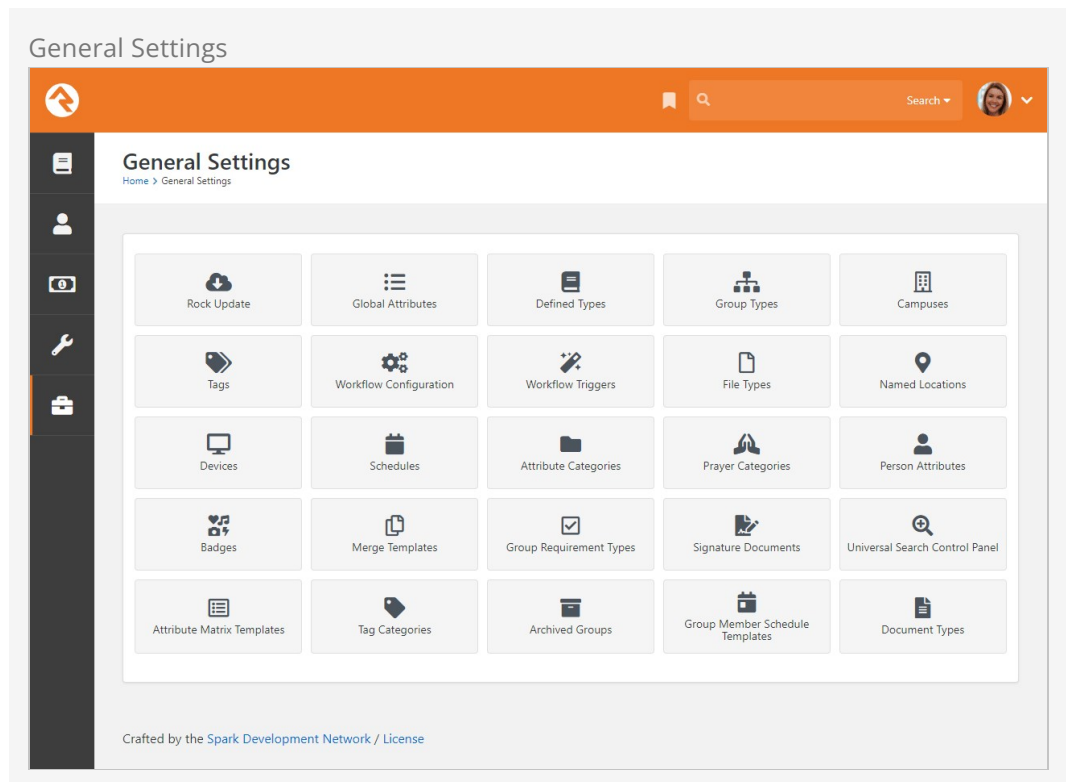 General Settings
Search
General Settings
Home > General Settings
Rock Update
Global Attributes
Defined Types
Group Types
Campuses
Tags
Workflow Configuration
Workflow Triggers
File Types
Named Locations
Devices
Schedules
Attribute Categories
Prayer Categories
Person Attributes
Badges
Merge Templates
Group Requirement Types
Signature Documents
Universal Search Control Panel
Attribute Matrix Templates
Tag Categories
Archived Groups
Group Member Schedule
Templates
Document Types
Crafted by the Spark Development Network / License